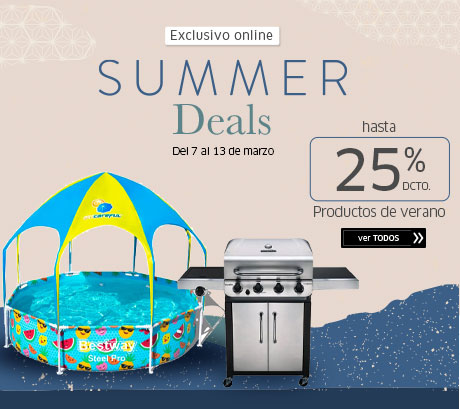 Exclusivo online
SUMMER
Deals
Del 7 al 13 de marzo
hasta
25%
DCTO.
Productos de verano
ver TODOS »
Bestway
Steel Pro